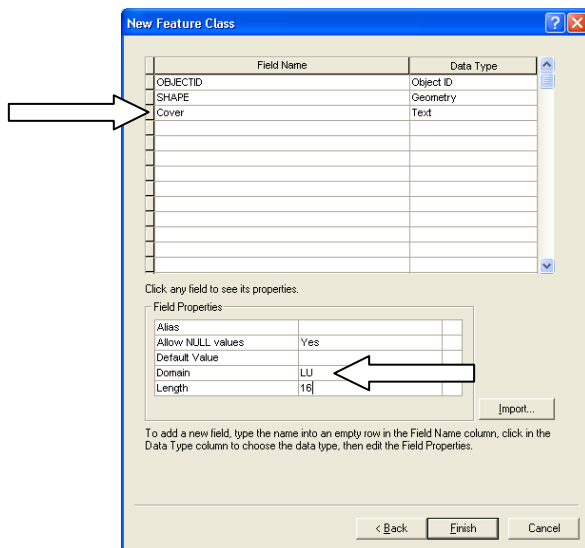 New Feature Class
Field Name Data Type
OBJECTID Object ID
SHAPE Geometry
Cover Text
Click any field to see its properties.
Field Properties
Alias
Allow NULL values Yes
Default Value
Domain LU
Length 16
Import...
To add a new field, type the name into an empty row in the Field Name column, click in the
Data Type column to choose the data type, then edit the Field Properties.
< Back Finish Cancel